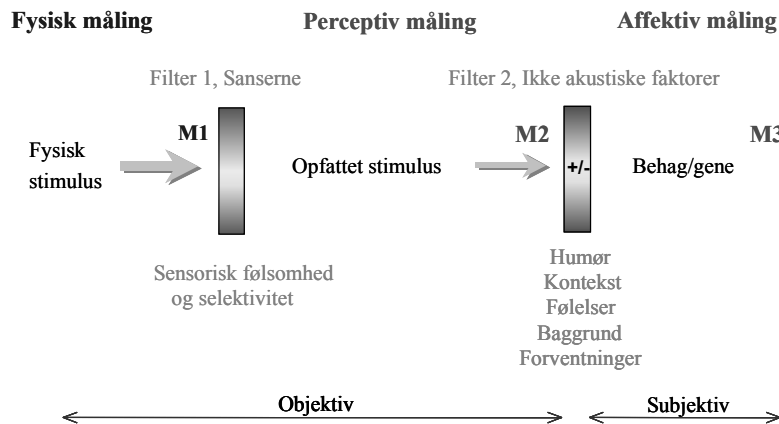 Fysisk måling
Perceptiv måling
Affektiv måling
Filter 1, Sanserne
Filter 2, Ikke akustiske faktorer
M1
M2
M3
Fysisk
stimulus
Opfattet stimulus
+/-
Behag/gene
Sensorisk følsomhed
og selektivitet
Humør
Kontekst
Følelser
Baggrund
Forventninger
Objektiv
Subjektiv